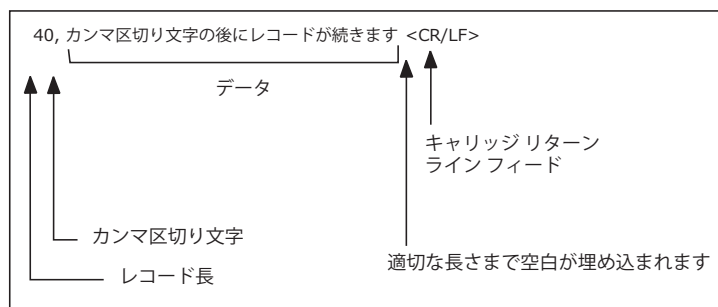 40, カンマ区切り文字の後にレコードが続きます <CR/LF>
データ
キャリッジ リターン
ライン フィード
カンマ区切り文字
適切な長さまで空白が埋め込まれます
レコード長